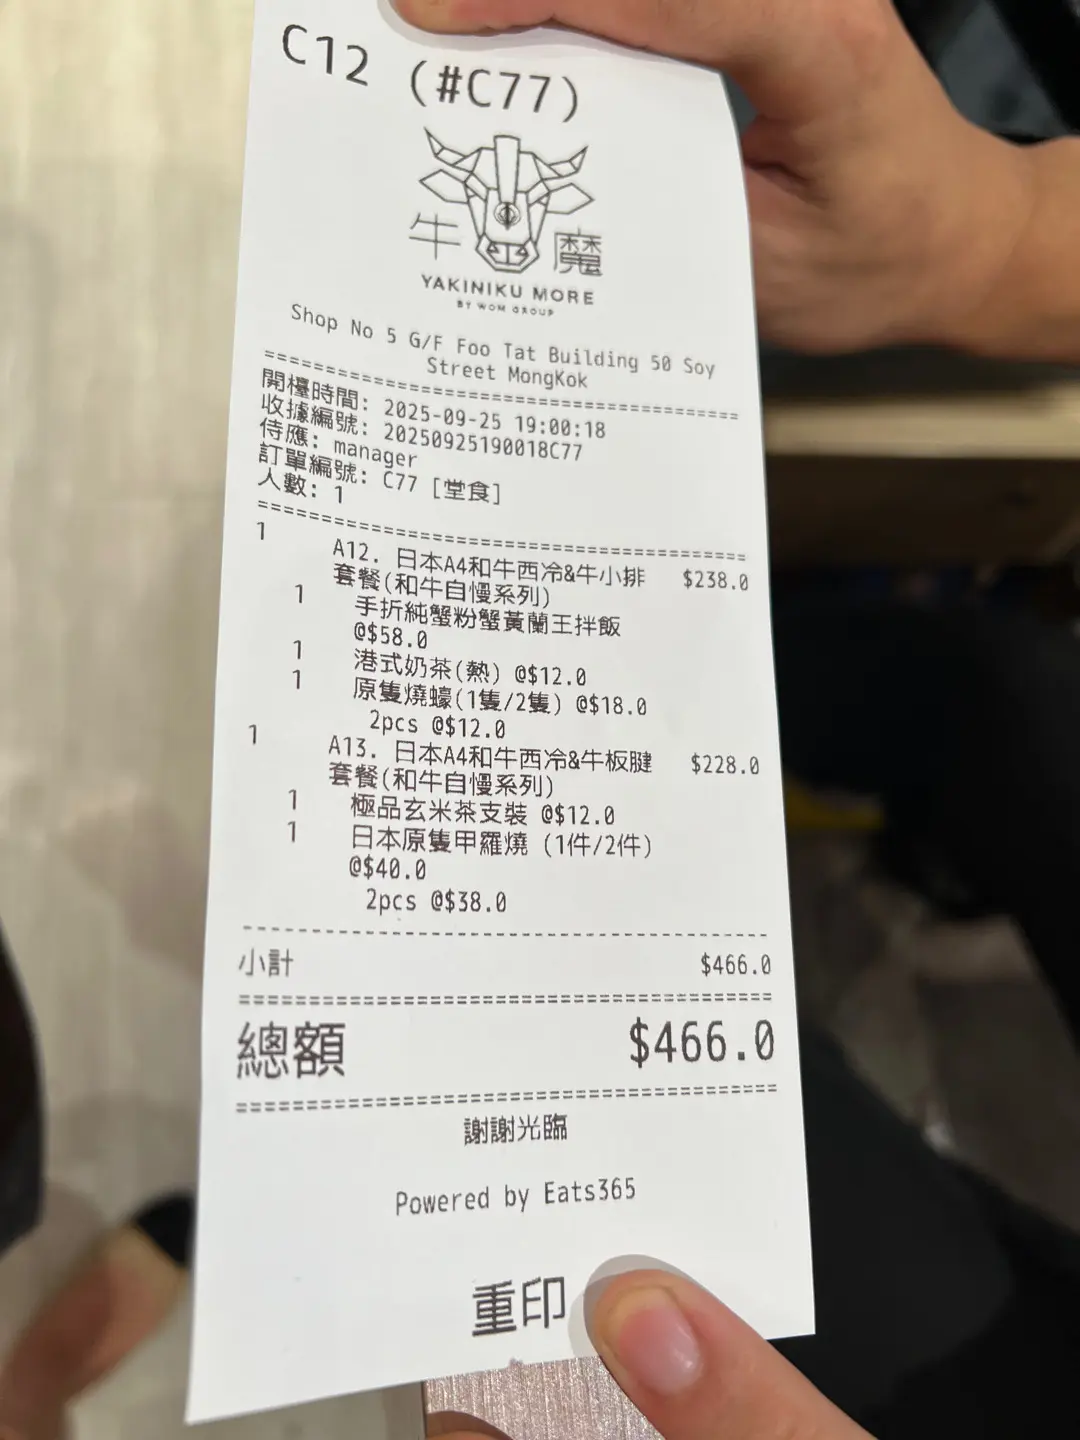 C12 (#C77)
牛 魔
YAKINIKU MORE
BY WOM GROUP
Shop No 5 G/F Foo Tat Building 50 Soy
Street MongKok
========================================
開檯時間: 2025-09-25 19:00:18
收據編號: 20250925190018C77
侍應: manager
訂單編號: C77 [堂食]
人數: 1
========================================
1 A12. 日本A4和牛西冷&牛小排 $238.0
套餐(和牛自慢系列)
1 手折純蟹粉蟹黃蘭王拌飯
@$58.0
1 港式奶茶(熱) @$12.0
1 原隻燒蠔(1隻/2隻) @$18.0
2pcs @$12.0
1 A13. 日本A4和牛西冷&牛板腱 $228.0
套餐(和牛自慢系列)
1 極品玄米茶支裝 @$12.0
1 日本原隻甲羅燒 (1件/2件)
@$40.0
2pcs @$38.0
----------------------------------------
小計 $466.0
========================================
總額 $466.0
========================================
謝謝光臨
Powered by Eats365
重印